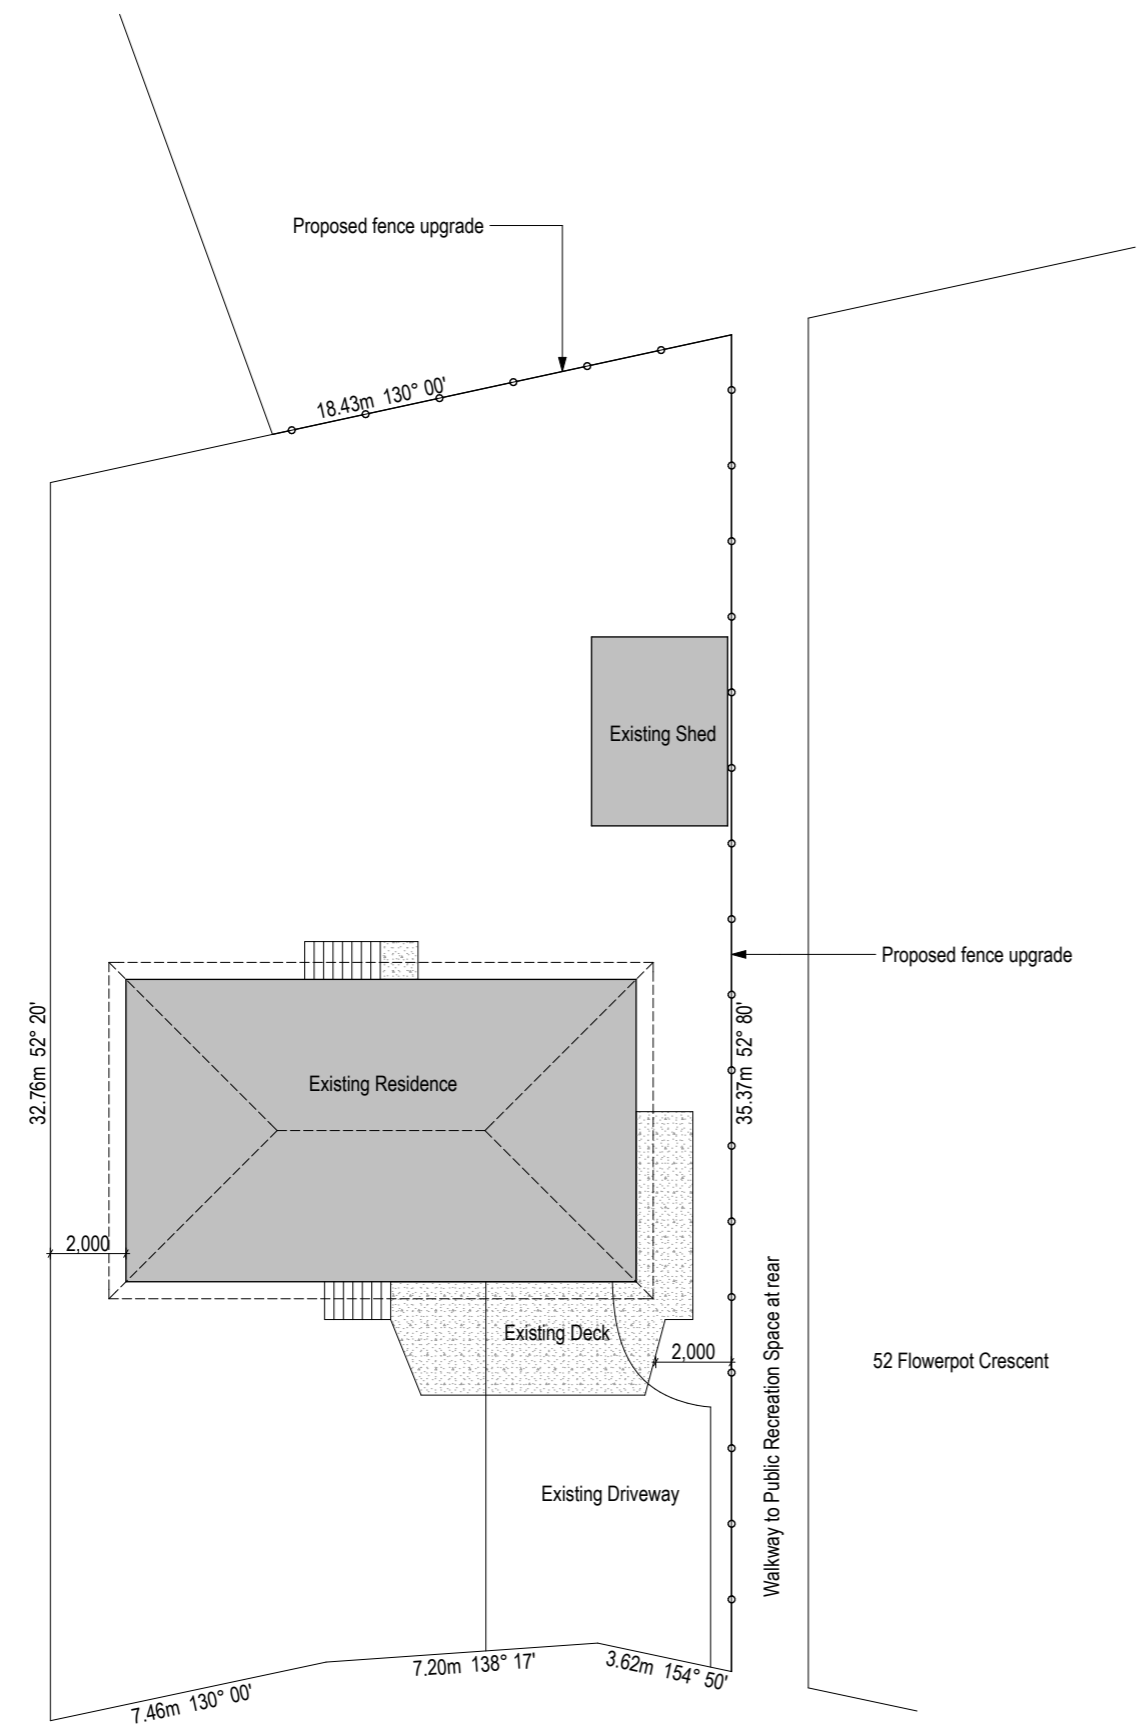 Proposed fence upgrade
18.43m 130° 00'
Existing Shed
Proposed fence upgrade
32.76m 52° 20'
35.37m 52° 80'
Existing Residence
2,000
Existing Deck
2,000
Walkway to Public Recreation Space at rear
52 Flowerpot Crescent
Existing Driveway
7.46m 130° 00'
7.20m 138° 17'
3.62m 154° 50'